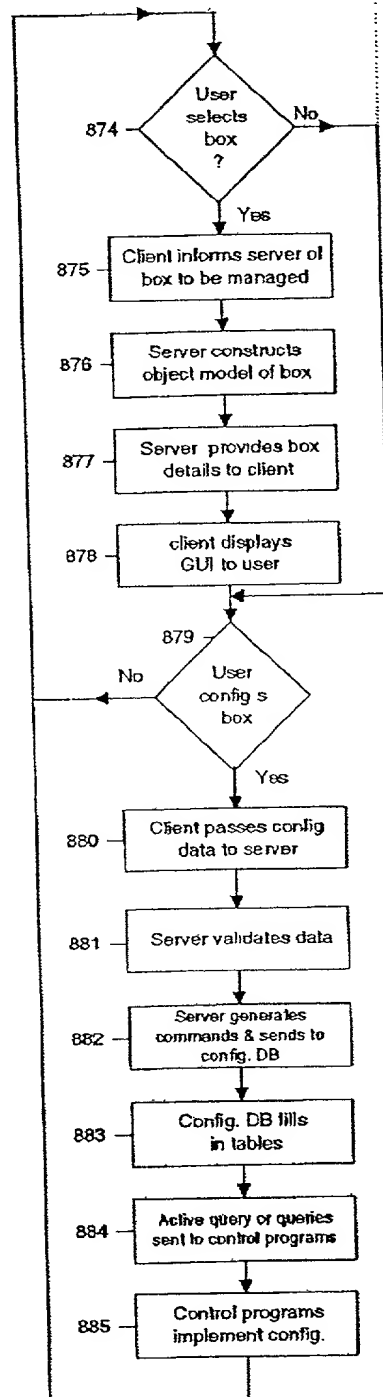 User
selects
box
?
No
874
Yes
875
Client informs server of
box to be managed
876
Server constructs
object model of box
877
Server provides box
details to client
878
client displays
GUI to user
879
No
User
config s
box
Yes
880
Client passes config
data to server
881
Server validates data
882
Server generates
commands & sends to
config. DB
883
Config. DB fills
in tables
884
Active query or queries
sent to control programs
885
Control programs
implement config.